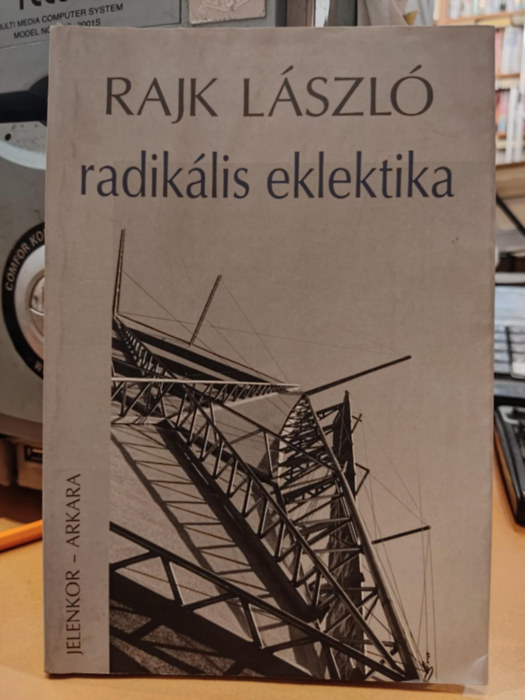 MULTI MEDIA COMPUTER SYSTEM
RAJK LÁSZLÓ
radikális eklektika
JELENKOR – ARKARA